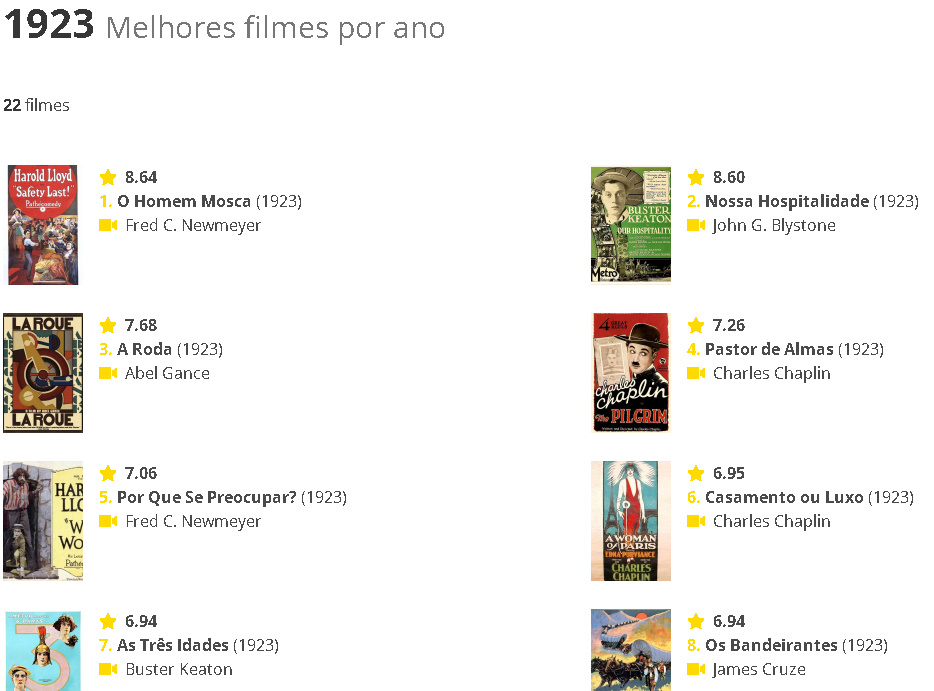 1923 Melhores filmes por ano
22 filmes
Harold Lloyd
"Safety Last!"
Pathécomedy
8.64
1. O Homem Mosca (1923)
Fred C. Newmeyer
BUSTER
KEATON
OUR HOSPITALITY
Metro
8.60
2. Nossa Hospitalidade (1923)
John G. Blystone
LA ROUE
LA ROUE
7.68
3. A Roda (1923)
Abel Gance
4 GREAT
charles
chaplin
The PILGRIM
7.26
4. Pastor de Almas (1923)
Charles Chaplin
HAR
LLO
"W
WO
7.06
5. Por Que Se Preocupar? (1923)
Fred C. Newmeyer
A WOMAN
OF PARIS
EDNA PURVIANCE
CHARLES
CHAPLIN
6.95
6. Casamento ou Luxo (1923)
Charles Chaplin
3
6.94
7. As Três Idades (1923)
Buster Keaton
6.94
8. Os Bandeirantes (1923)
James Cruze